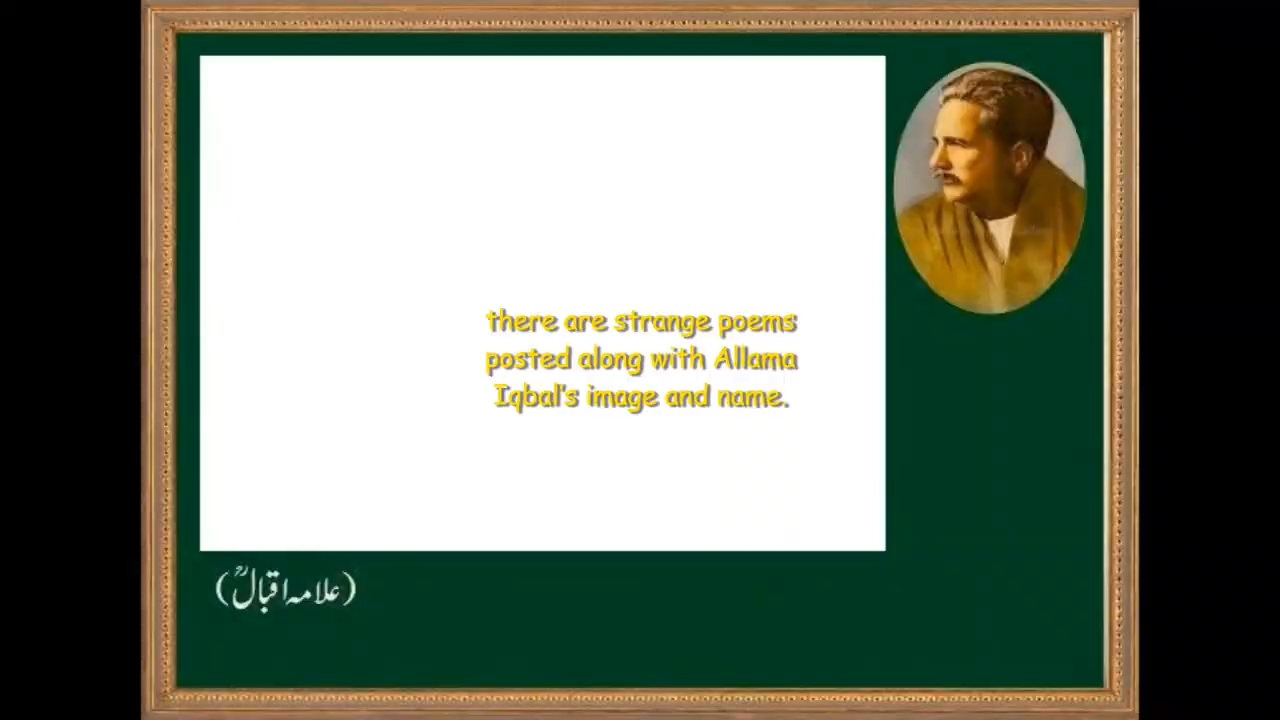 there are strange poems
posted along with Allama
Iqbal's image and name.
(علامہ اقبالؒ)